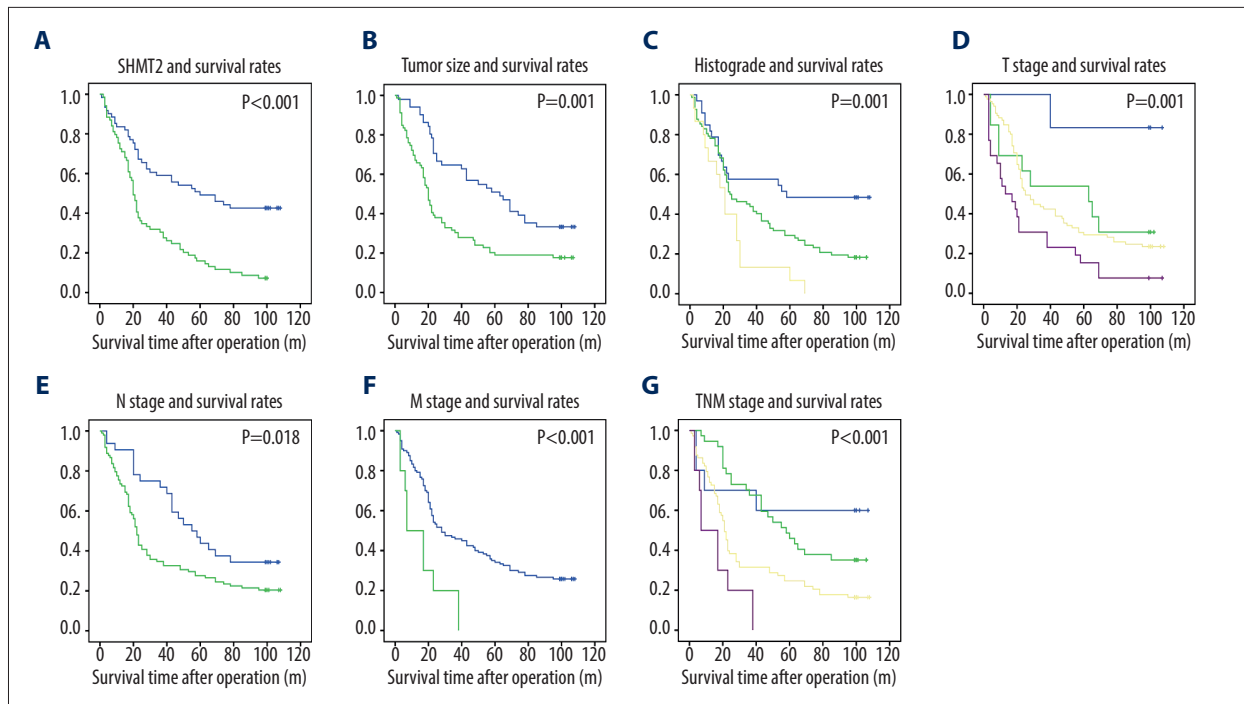 A
SHMT2 and survival rates
P<0.001
1.0
0.8
06.
0.4
0.2
0.0
0 20 40 60 80 100 120
Survival time after operation (m)
B
Tumor size and survival rates
P=0.001
1.0
0.8
06.
0.4
0.2
0.0
0 20 40 60 80 100 120
Survival time after operation (m)
C
Histograde and survival rates
P=0.001
1.0
0.8
06.
0.4
0.2
0.0
0 20 40 60 80 100 120
Survival time after operation (m)
D
T stage and survival rates
P=0.001
1.0
0.8
06.
0.4
0.2
0.0
0 20 40 60 80 100 120
Survival time after operation (m)
E
N stage and survival rates
P=0.018
1.0
0.8
06.
0.4
0.2
0.0
0 20 40 60 80 100 120
Survival time after operation (m)
F
M stage and survival rates
P<0.001
1.0
0.8
06.
0.4
0.2
0.0
0 20 40 60 80 100 120
Survival time after operation (m)
G
TNM stage and survival rates
P<0.001
1.0
0.8
06.
0.4
0.2
0.0
0 20 40 60 80 100 120
Survival time after operation (m)